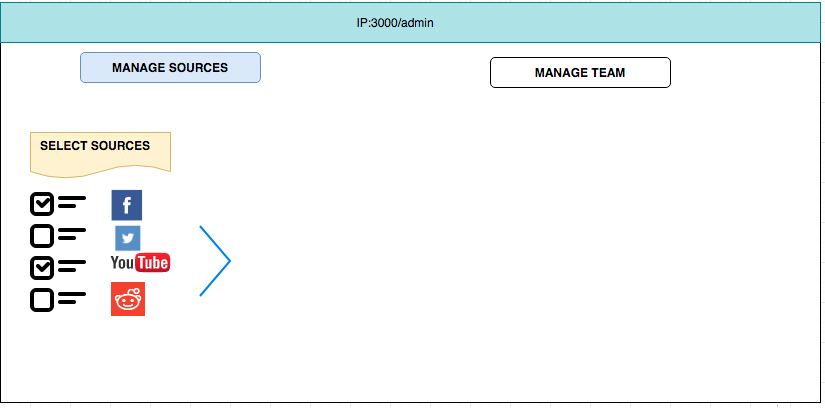 IP:3000/admin
MANAGE SOURCES
MANAGE TEAM
SELECT SOURCES
f
YouTube